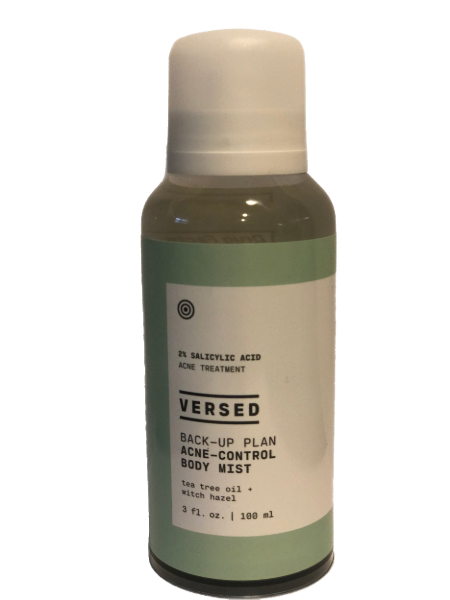 2% SALICYLIC ACID
ACNE TREATMENT
VERSED
BACK-UP PLAN
ACNE-CONTROL
BODY MIST
tea tree oil +
witch hazel
3 fl. oz. | 100 ml